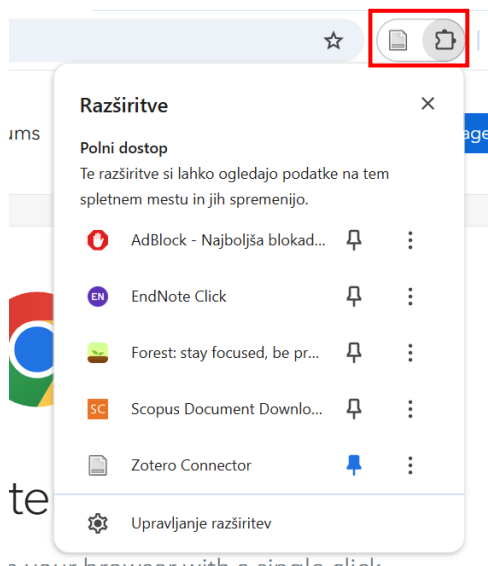 ums
age
Razširitve
Polni dostop
Te razširitve si lahko ogledajo podatke na tem
spletnem mestu in jih spremenijo.
AdBlock - Najboljša blokad...
EN EndNote Click
Forest: stay focused, be pr...
SC Scopus Document Downlo...
Zotero Connector
te
Upravljanje razširitev
your browser with a single click